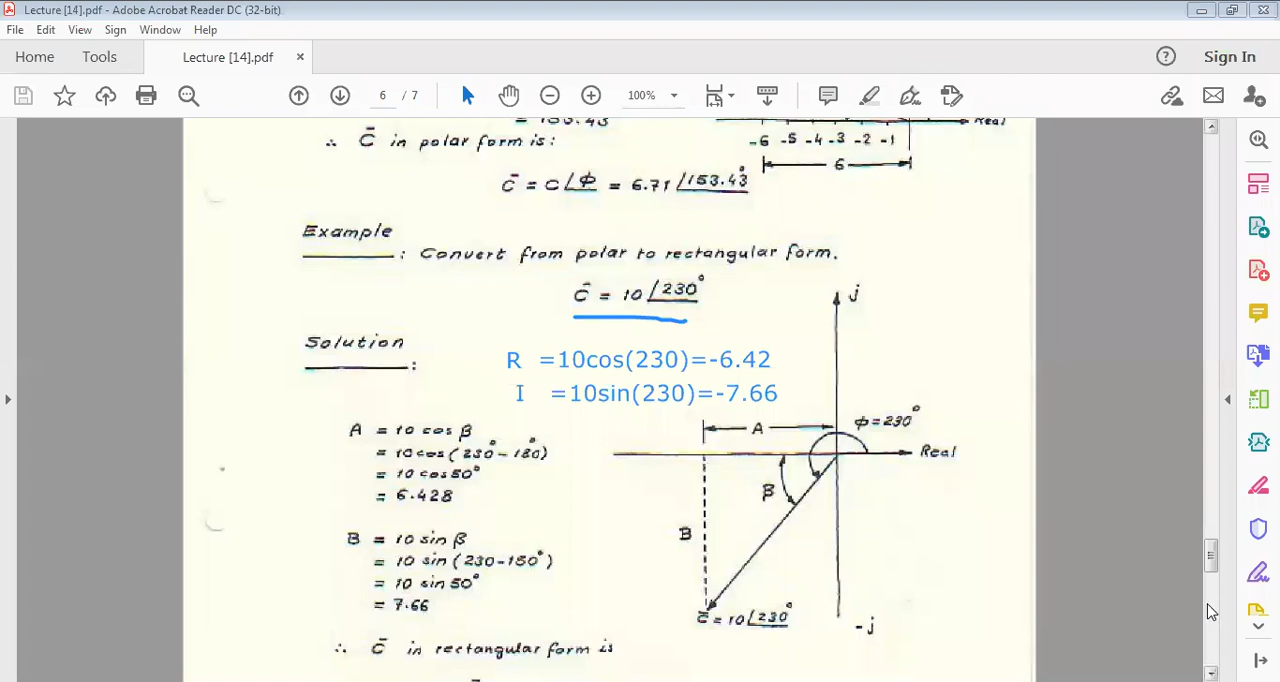 Lecture [14].pdf - Adobe Acrobat Reader DC (32-bit)
File Edit View Sign Window Help
Home Tools Lecture [14].pdf × Sign In
6 / 7 100%
= 153.43 Real
∴ C̄ in polar form is: -6 -5 -4 -3 -2 -1
6
C̄ = C∠Φ = 6.71 ∠153.43°
Example
: Convert from polar to rectangular form.
C̄ = 10 ∠230°
j
Solution
:
R =10cos(230)=-6.42
I =10sin(230)=-7.66
A = 10 cos β
= 10 cos (230° - 180°)
= 10 cos 50°
= 6.428
A Φ = 230°
Real
β
B
B = 10 sin β
= 10 sin (230-150°)
= 10 sin 50°
= 7.66
C̄ = 10 ∠230°
-j
∴ C̄ in rectangular form is